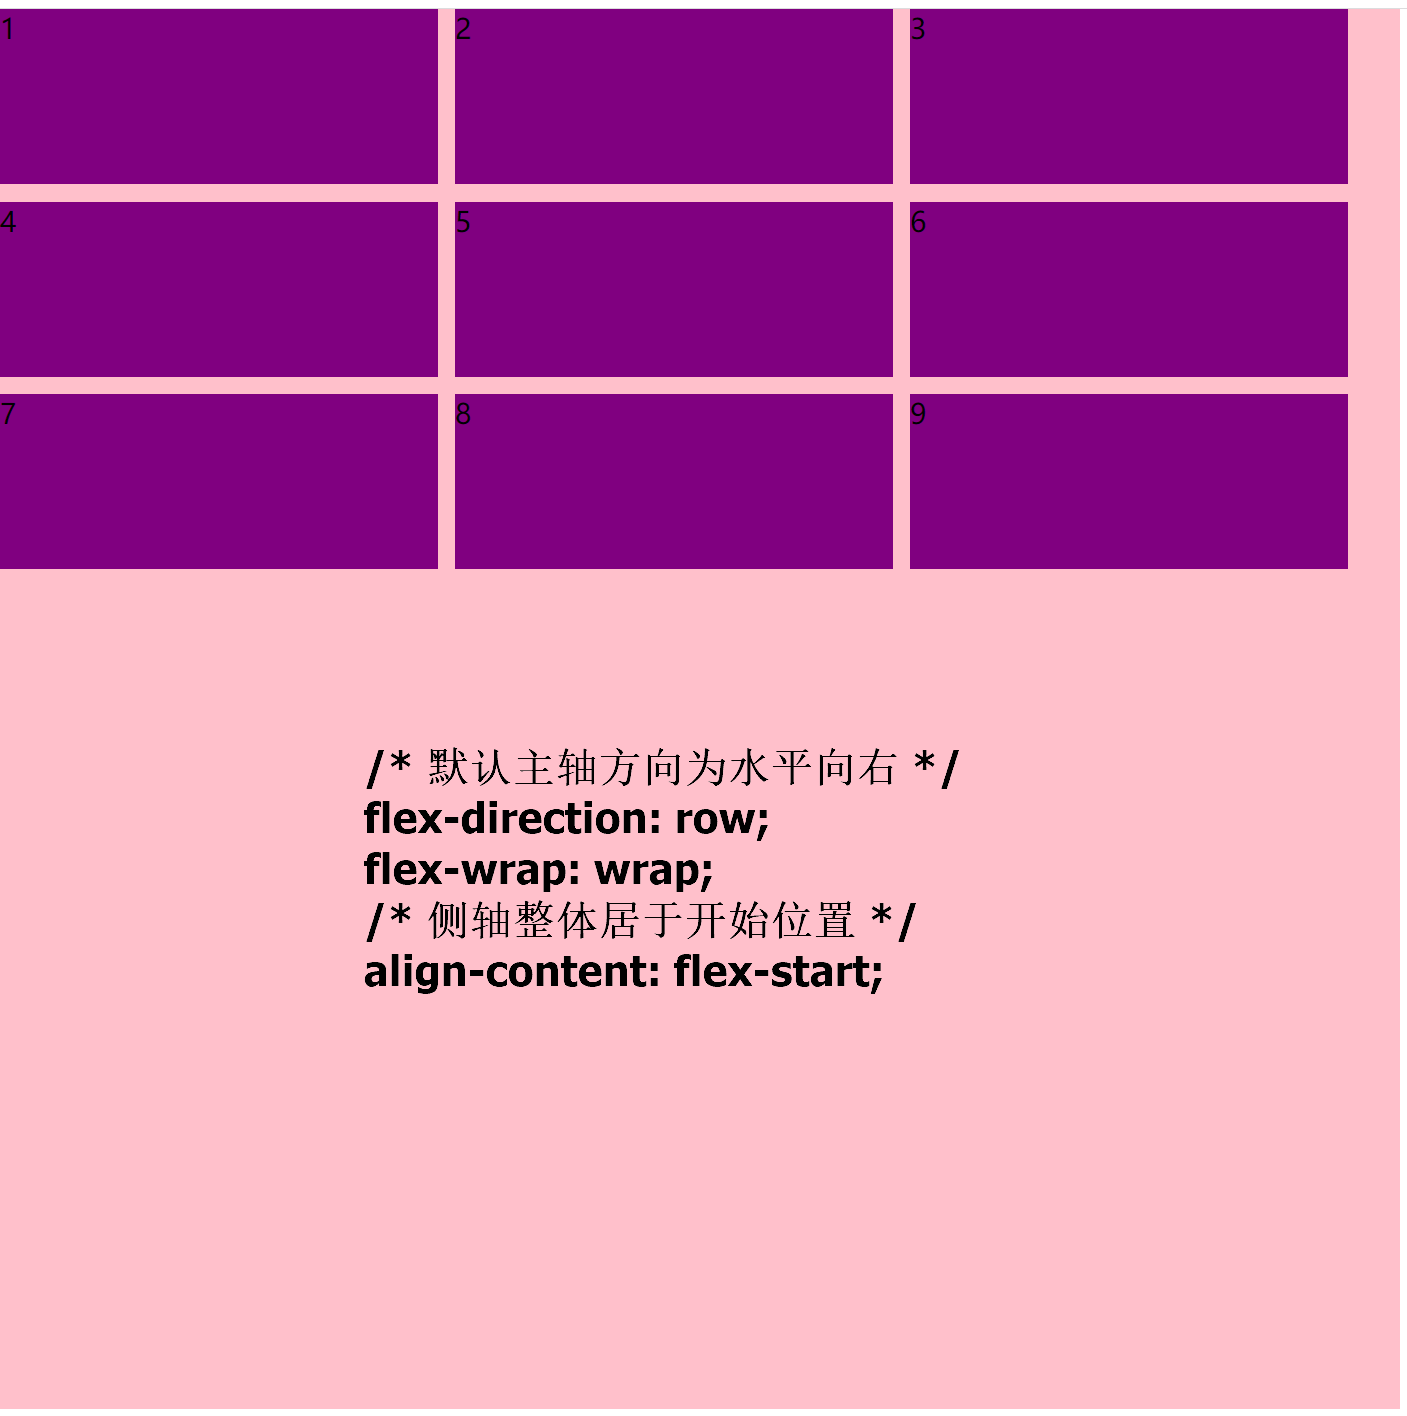 1 2 3
4 5 6
7 8 9
/* 默认主轴方向为水平向右 */
flex-direction: row;
flex-wrap: wrap;
/* 侧轴整体居于开始位置 */
align-content: flex-start;